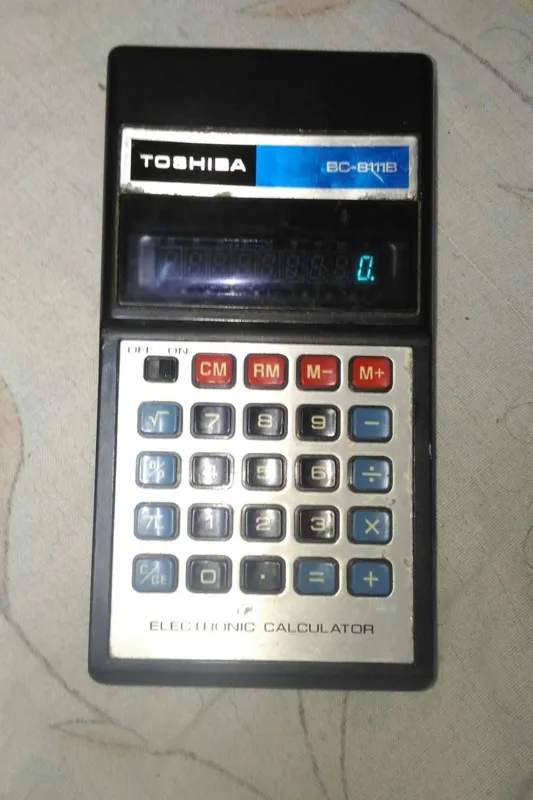 TOSHIBA BC-8111B
0.
OFF ON CM RM M− M+
√ 7 8 9 −
% 4 5 6 ÷
π 1 2 3 ×
C/CE 0 . = +
ELECTRONIC CALCULATOR